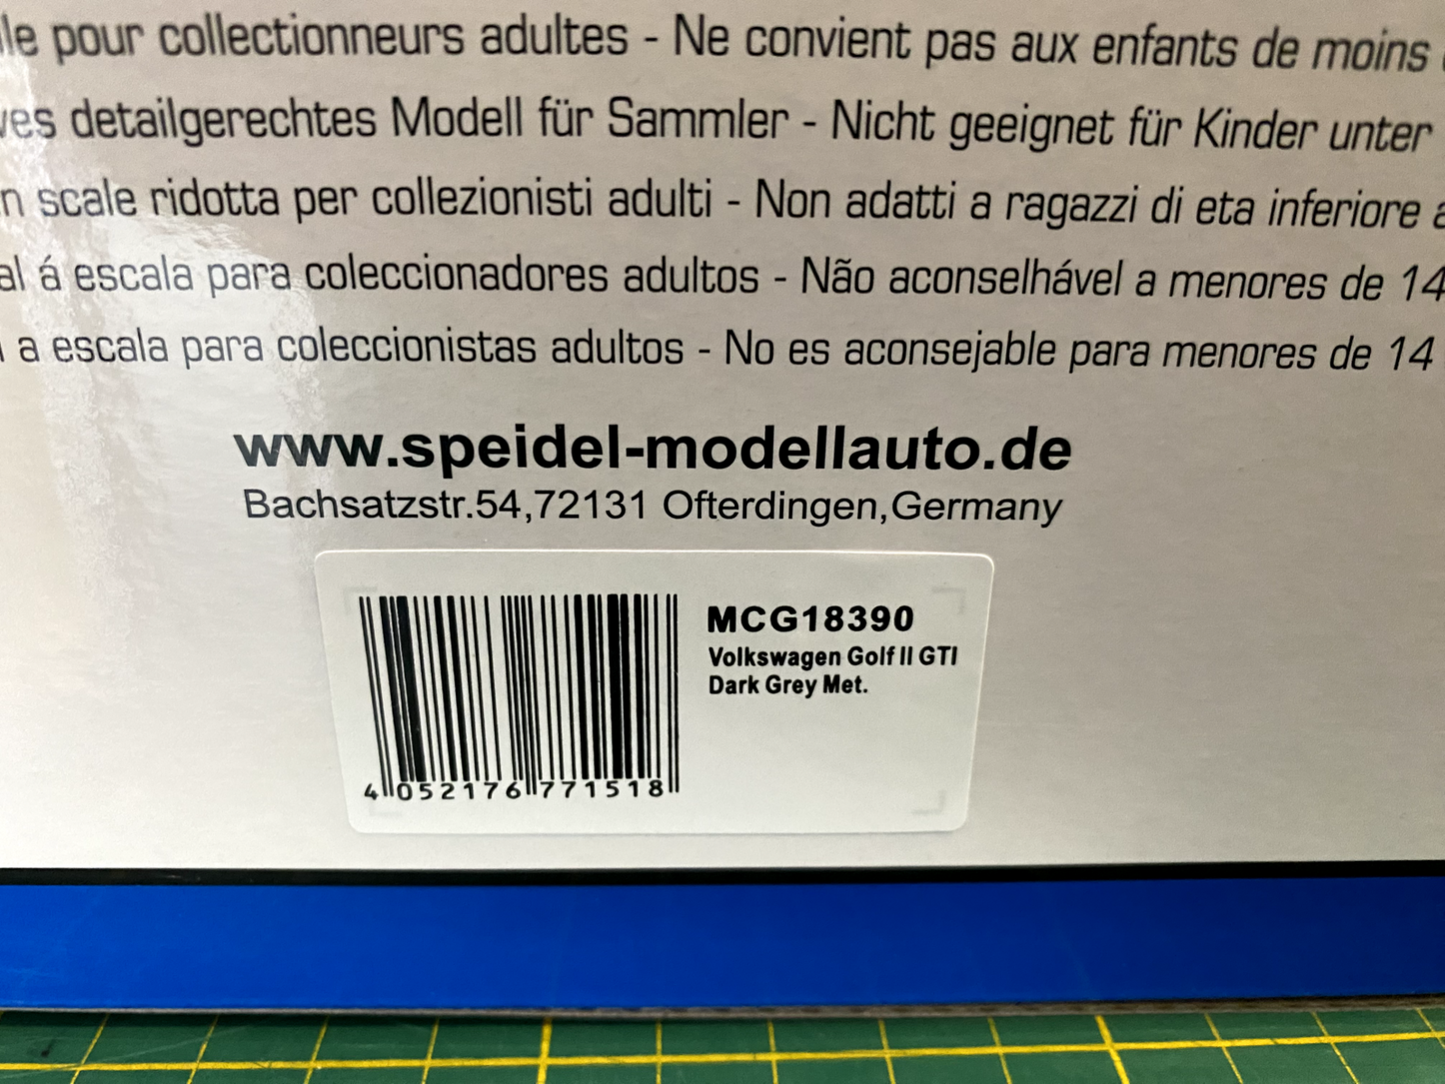 pour collectionneurs adultes - Ne convient pas aux enfants de moins
detailgerechtes Modell für Sammler - Nicht geeignet für Kinder unter
scale ridotta per collezionisti adulti - Non adatti a ragazzi di eta inferiore
á escala para coleccionadores adultos - Não aconselhável a menores de 14
a escala para coleccionistas adultos - No es aconsejable para menores de 14
www.speidel-modellauto.de
Bachsatzstr.54,72131 Ofterdingen,Germany
MCG18390
Volkswagen Golf II GTI
Dark Grey Met.
4 052176 771518